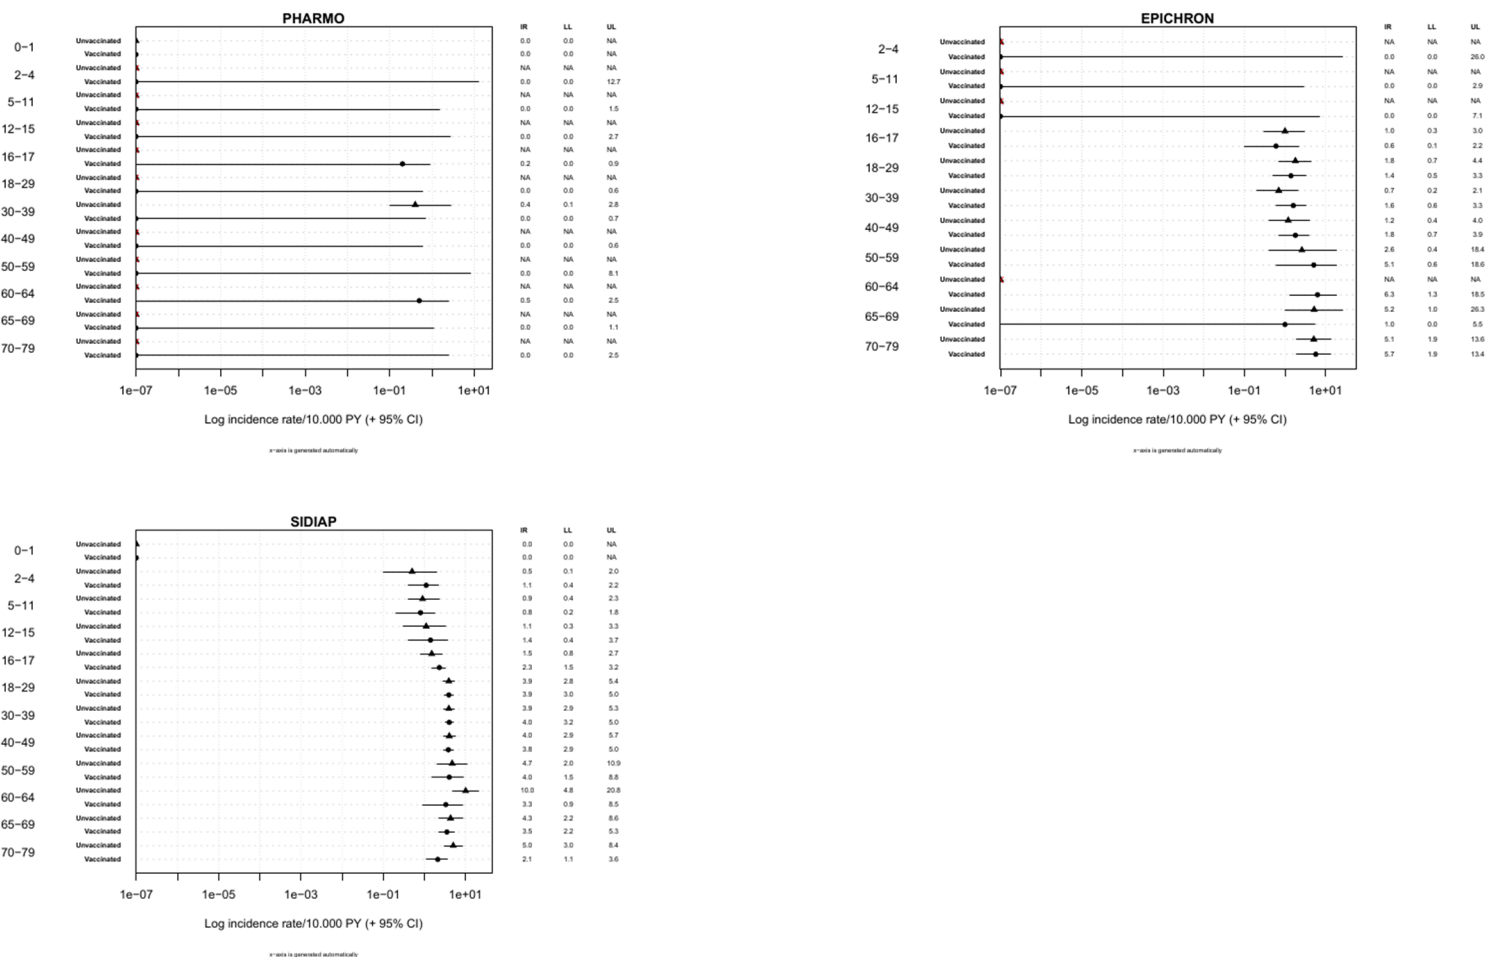 PHARMO
IR LL UL
0−1
Unvaccinated 0.0 0.0 NA
Vaccinated 0.0 0.0 NA
2−4
Unvaccinated NA NA NA
Vaccinated 0.0 0.0 12.7
5−11
Unvaccinated NA NA NA
Vaccinated 0.0 0.0 1.5
12−15
Unvaccinated NA NA NA
Vaccinated 0.0 0.0 2.7
16−17
Unvaccinated NA NA NA
Vaccinated 0.2 0.0 0.9
18−29
Unvaccinated NA NA NA
Vaccinated 0.0 0.0 0.6
30−39
Unvaccinated 0.4 0.1 2.8
Vaccinated 0.0 0.0 0.7
40−49
Unvaccinated NA NA NA
Vaccinated 0.0 0.0 0.6
50−59
Unvaccinated NA NA NA
Vaccinated 0.0 0.0 8.1
60−64
Unvaccinated NA NA NA
Vaccinated 0.5 0.0 2.5
65−69
Unvaccinated NA NA NA
Vaccinated 0.0 0.0 1.1
70−79
Unvaccinated NA NA NA
Vaccinated 0.0 0.0 2.5
1e−07 1e−05 1e−03 1e−01 1e+01
Log incidence rate/10.000 PY (+ 95% CI)
x−axis is generated automatically
EPICHRON
IR LL UL
2−4
Unvaccinated NA NA NA
Vaccinated 0.0 0.0 26.0
5−11
Unvaccinated NA NA NA
Vaccinated 0.0 0.0 2.9
12−15
Unvaccinated NA NA NA
Vaccinated 0.0 0.0 7.1
16−17
Unvaccinated 1.0 0.3 3.0
Vaccinated 0.6 0.1 2.2
18−29
Unvaccinated 1.8 0.7 4.4
Vaccinated 1.4 0.5 3.3
30−39
Unvaccinated 0.7 0.2 2.1
Vaccinated 1.6 0.6 3.3
40−49
Unvaccinated 1.2 0.4 4.0
Vaccinated 1.8 0.7 3.9
50−59
Unvaccinated 2.6 0.4 18.4
Vaccinated 5.1 0.6 18.6
60−64
Unvaccinated NA NA NA
Vaccinated 6.3 1.3 18.5
65−69
Unvaccinated 5.2 1.0 26.3
Vaccinated 1.0 0.0 5.5
70−79
Unvaccinated 5.1 1.9 13.6
Vaccinated 5.7 1.9 13.4
1e−07 1e−05 1e−03 1e−01 1e+01
Log incidence rate/10.000 PY (+ 95% CI)
x−axis is generated automatically
SIDIAP
IR LL UL
0−1
Unvaccinated 0.0 0.0 NA
Vaccinated 0.0 0.0 NA
2−4
Unvaccinated 0.5 0.1 2.0
Vaccinated 1.1 0.4 2.2
5−11
Unvaccinated 0.9 0.4 2.3
Vaccinated 0.8 0.2 1.8
12−15
Unvaccinated 1.1 0.3 3.3
Vaccinated 1.4 0.4 3.7
16−17
Unvaccinated 1.5 0.8 2.7
Vaccinated 2.3 1.5 3.2
18−29
Unvaccinated 3.9 2.8 5.4
Vaccinated 3.9 3.0 5.0
30−39
Unvaccinated 3.9 2.9 5.3
Vaccinated 4.0 3.2 5.0
40−49
Unvaccinated 4.0 2.9 5.7
Vaccinated 3.8 2.9 5.0
50−59
Unvaccinated 4.7 2.0 10.9
Vaccinated 4.0 1.5 8.8
60−64
Unvaccinated 10.0 4.8 20.8
Vaccinated 3.3 0.9 8.5
65−69
Unvaccinated 4.3 2.2 8.6
Vaccinated 3.5 2.2 5.3
70−79
Unvaccinated 5.0 3.0 8.4
Vaccinated 2.1 1.1 3.6
1e−07 1e−05 1e−03 1e−01 1e+01
Log incidence rate/10.000 PY (+ 95% CI)
x−axis is generated automatically